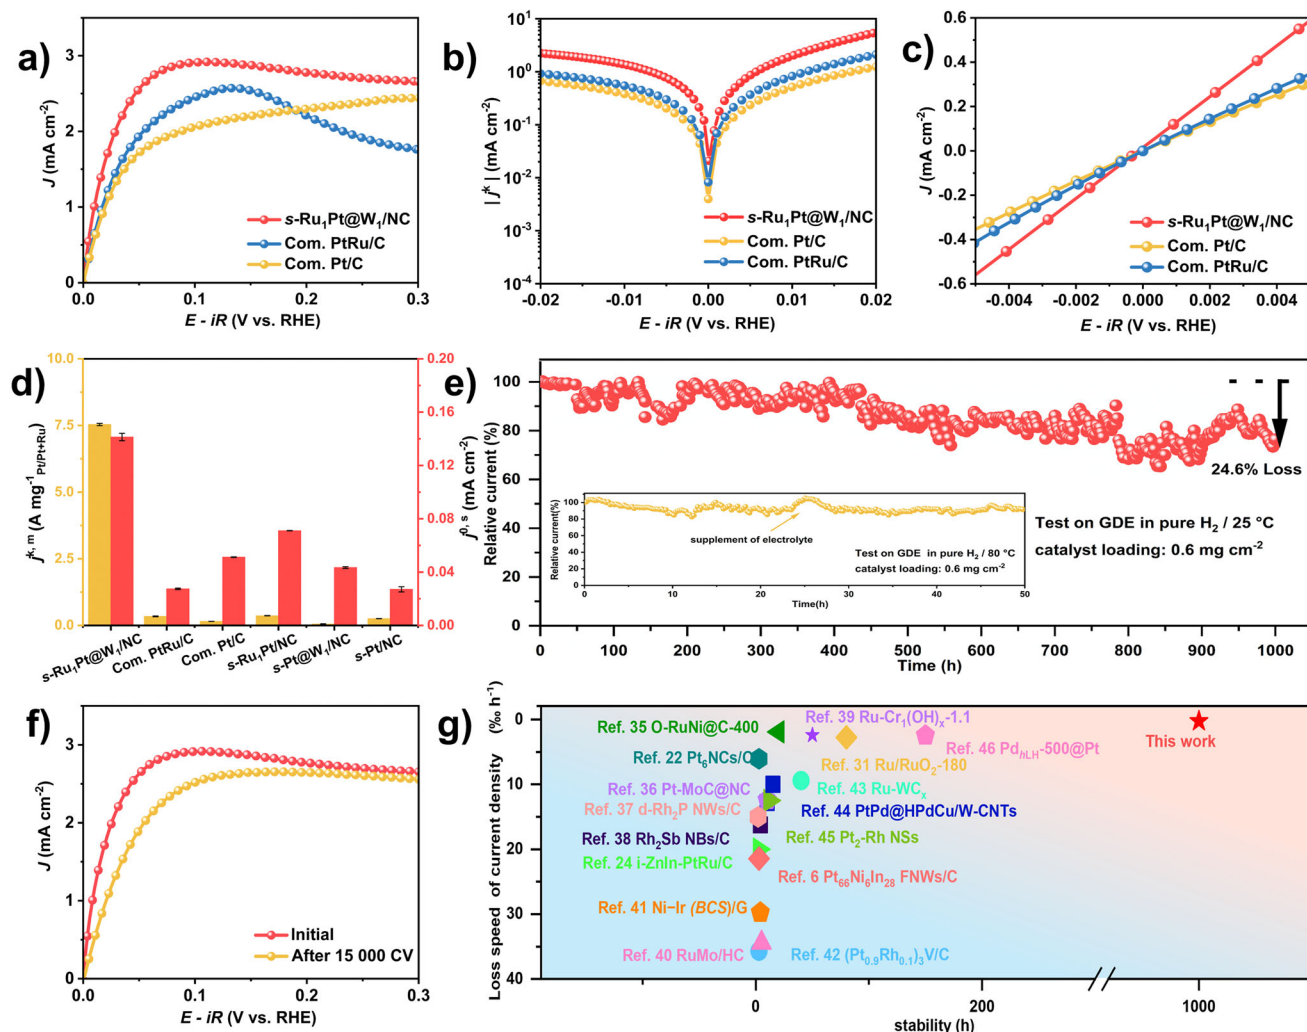 a)
J (mA cm⁻²)
3
2
1
0
s-Ru₁Pt@W₁/NC
Com. PtRu/C
Com. Pt/C
0.0 0.1 0.2 0.3
E - iR (V vs. RHE)
b)
| jᵏ | (mA cm⁻²)
10¹
10⁰
10⁻¹
10⁻²
10⁻³
10⁻⁴
s-Ru₁Pt@W₁/NC
Com. Pt/C
Com. PtRu/C
-0.02 -0.01 0.00 0.01 0.02
E - iR (V vs. RHE)
c)
J (mA cm⁻²)
0.6
0.4
0.2
0.0
-0.2
-0.4
-0.6
s-Ru₁Pt@W₁/NC
Com. Pt/C
Com. PtRu/C
-0.004 -0.002 0.000 0.002 0.004
E - iR (V vs. RHE)
d)
jᵏ,ᵐ (A mg⁻¹ Pt/Pt+Ru)
10.0
7.5
5.0
2.5
0.0
0.20
0.16
0.12
0.08
0.04
0.00
j⁰,ˢ (mA cm⁻²)
s-Ru₁Pt@W₁/NC
Com. PtRu/C
Com. Pt/C
s-Ru₁Pt/NC
s-Pt@W₁/NC
s-Pt/NC
e)
Relative current (%)
100
80
60
40
20
0
24.6% Loss
Test on GDE in pure H₂ / 25 °C
catalyst loading: 0.6 mg cm⁻²
0 100 200 300 400 500 600 700 800 900 1000
Time (h)
Relative current(%)
100
80
60
40
20
0
supplement of electrolyte
Test on GDE in pure H₂ / 80 °C
catalyst loading: 0.6 mg cm⁻²
0 10 20 30 40 50
Time(h)
f)
J (mA cm⁻²)
3
2
1
0
Initial
After 15 000 CV
0.0 0.1 0.2 0.3
E - iR (V vs. RHE)
g)
Loss speed of current density (‰ h⁻¹)
0
10
20
30
40
Ref. 35 O-RuNi@C-400
Ref. 39 Ru-Cr₁(OH)ₓ-1.1
Ref. 46 Pdₕₗₕ-500@Pt
This work
Ref. 22 Pt₆NCs/C
Ref. 31 Ru/RuO₂-180
Ref. 36 Pt-MoC@NC
Ref. 43 Ru-WCₓ
Ref. 37 d-Rh₂P NWs/C
Ref. 44 PtPd@HPdCu/W-CNTs
Ref. 38 Rh₂Sb NBs/C
Ref. 45 Pt₂-Rh NSs
Ref. 24 i-ZnIn-PtRu/C
Ref. 6 Pt₆₆Ni₆In₂₈ FNWs/C
Ref. 41 Ni−Ir (BCS)/G
Ref. 40 RuMo/HC
Ref. 42 (Pt₀.₉Rh₀.₁)₃V/C
0 200 1000
stability (h)